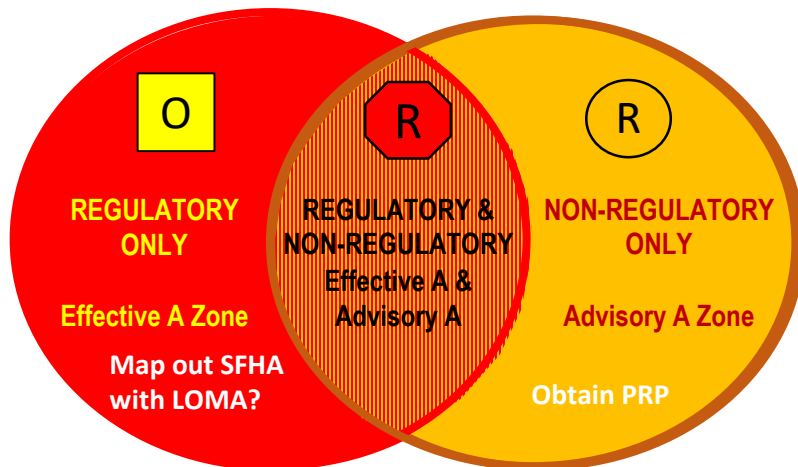 O
REGULATORY
ONLY
Effective A Zone
Map out SFHA
with LOMA?
R
REGULATORY &
NON-REGULATORY
Effective A &
Advisory A
R
NON-REGULATORY
ONLY
Advisory A Zone
Obtain PRP